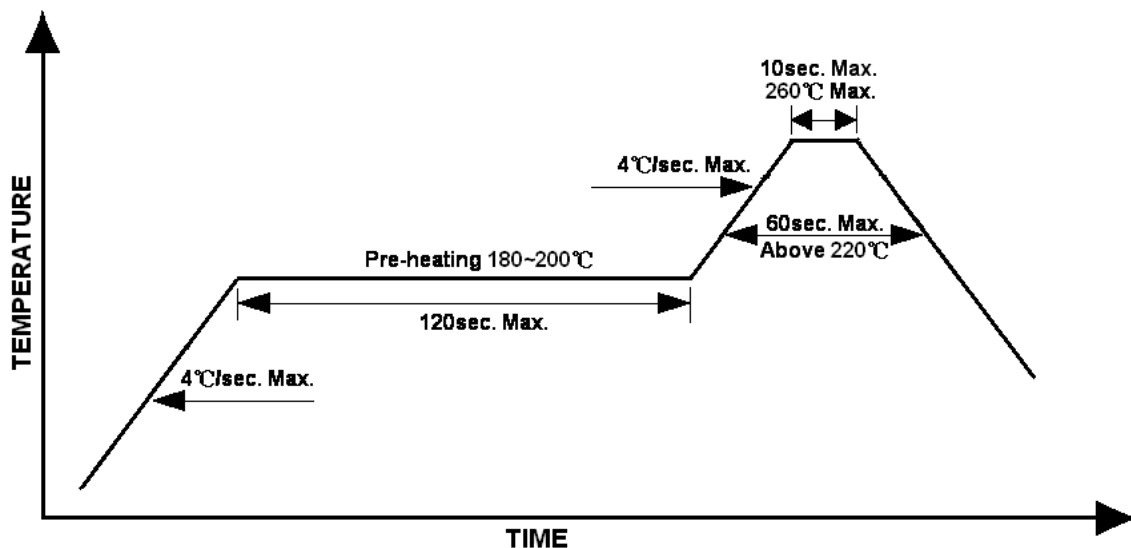 10sec. Max.
260℃ Max.
4℃/sec. Max.
60sec. Max.
Above 220℃
Pre-heating 180~200℃
120sec. Max.
4℃/sec. Max.
TEMPERATURE
TIME